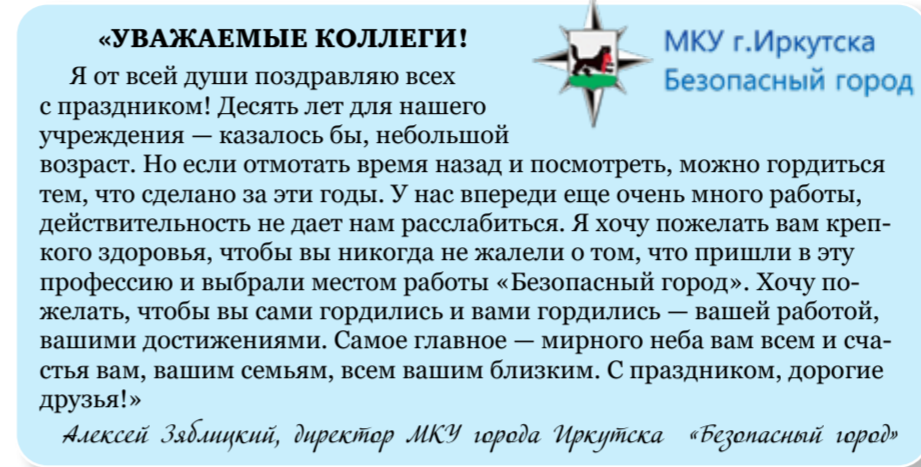 «УВАЖАЕМЫЕ КОЛЛЕГИ!
МКУ г.Иркутска
Безопасный город
Я от всей души поздравляю всех
с праздником! Десять лет для нашего
учреждения — казалось бы, небольшой
возраст. Но если отмотать время назад и посмотреть, можно гордиться
тем, что сделано за эти годы. У нас впереди еще очень много работы,
действительность не дает нам расслабиться. Я хочу пожелать вам креп-
кого здоровья, чтобы вы никогда не жалели о том, что пришли в эту
профессию и выбрали местом работы «Безопасный город». Хочу по-
желать, чтобы вы сами гордились и вами гордились — вашей работой,
вашими достижениями. Самое главное — мирного неба вам всем и сча-
стья вам, вашим семьям, всем вашим близким. С праздником, дорогие
друзья!»
Алексей Зяблицкий, директор МКУ города Иркутска «Безопасный город»